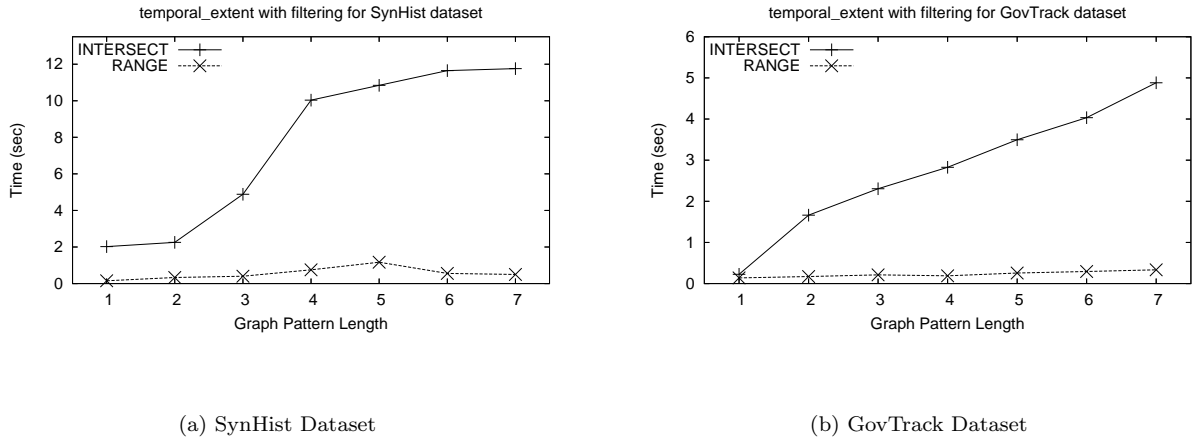 temporal_extent with filtering for SynHist dataset
INTERSECT
RANGE
12
10
8
6
4
2
0
Time (sec)
1 2 3 4 5 6 7
Graph Pattern Length
(a) SynHist Dataset
temporal_extent with filtering for GovTrack dataset
INTERSECT
RANGE
6
5
4
3
2
1
0
Time (sec)
1 2 3 4 5 6 7
Graph Pattern Length
(b) GovTrack Dataset